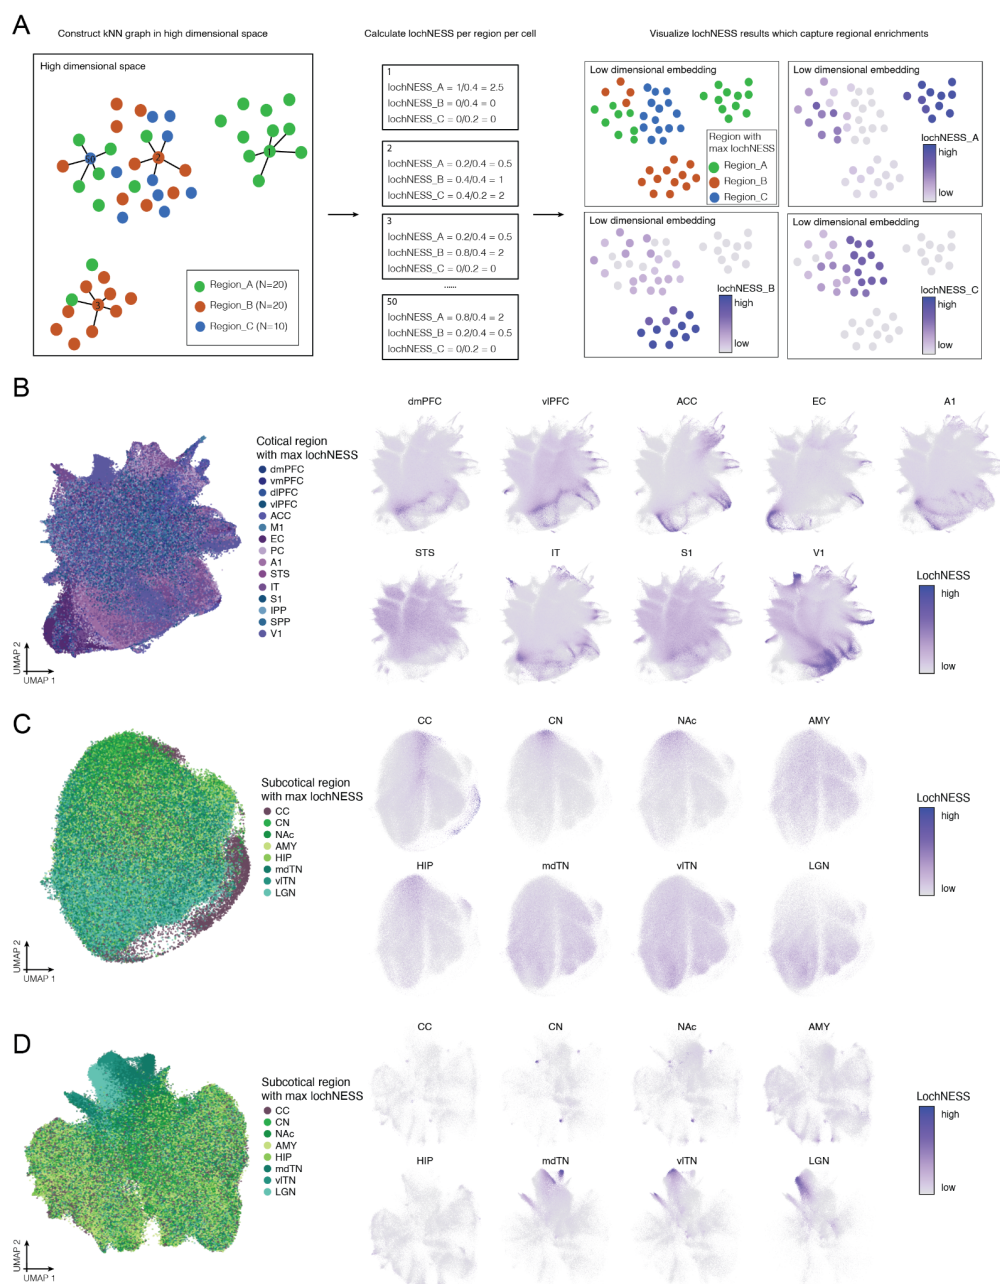 A
Construct kNN graph in high dimensional space
Calculate lochNESS per region per cell
Visualize lochNESS results which capture regional enrichments
High dimensional space
50
2
1
3
Region_A (N=20)
Region_B (N=20)
Region_C (N=10)
1
lochNESS_A = 1/0.4 = 2.5
lochNESS_B = 0/0.4 = 0
lochNESS_C = 0/0.2 = 0
2
lochNESS_A = 0.2/0.4 = 0.5
lochNESS_B = 0.4/0.4 = 1
lochNESS_C = 0.4/0.2 = 2
3
lochNESS_A = 0.2/0.4 = 0.5
lochNESS_B = 0.8/0.4 = 2
lochNESS_C = 0/0.2 = 0
......
50
lochNESS_A = 0.8/0.4 = 2
lochNESS_B = 0.2/0.4 = 0.5
lochNESS_C = 0/0.2 = 0
Low dimensional embedding
Region with
max lochNESS
Region_A
Region_B
Region_C
Low dimensional embedding
lochNESS_A
high
low
Low dimensional embedding
lochNESS_B
high
low
Low dimensional embedding
lochNESS_C
high
low
B
Cotical region
with max lochNESS
dmPFC
vmPFC
dlPFC
vlPFC
ACC
M1
EC
PC
A1
STS
IT
S1
IPP
SPP
V1
UMAP 2
UMAP 1
dmPFC
vlPFC
ACC
EC
A1
STS
IT
S1
V1
LochNESS
high
low
C
Subcotical region
with max lochNESS
CC
CN
NAc
AMY
HIP
mdTN
vlTN
LGN
UMAP 2
UMAP 1
CC
CN
NAc
AMY
HIP
mdTN
vlTN
LGN
LochNESS
high
low
D
Subcotical region
with max lochNESS
CC
CN
NAc
AMY
HIP
mdTN
vlTN
LGN
UMAP 2
UMAP 1
CC
CN
NAc
AMY
HIP
mdTN
vlTN
LGN
LochNESS
high
low